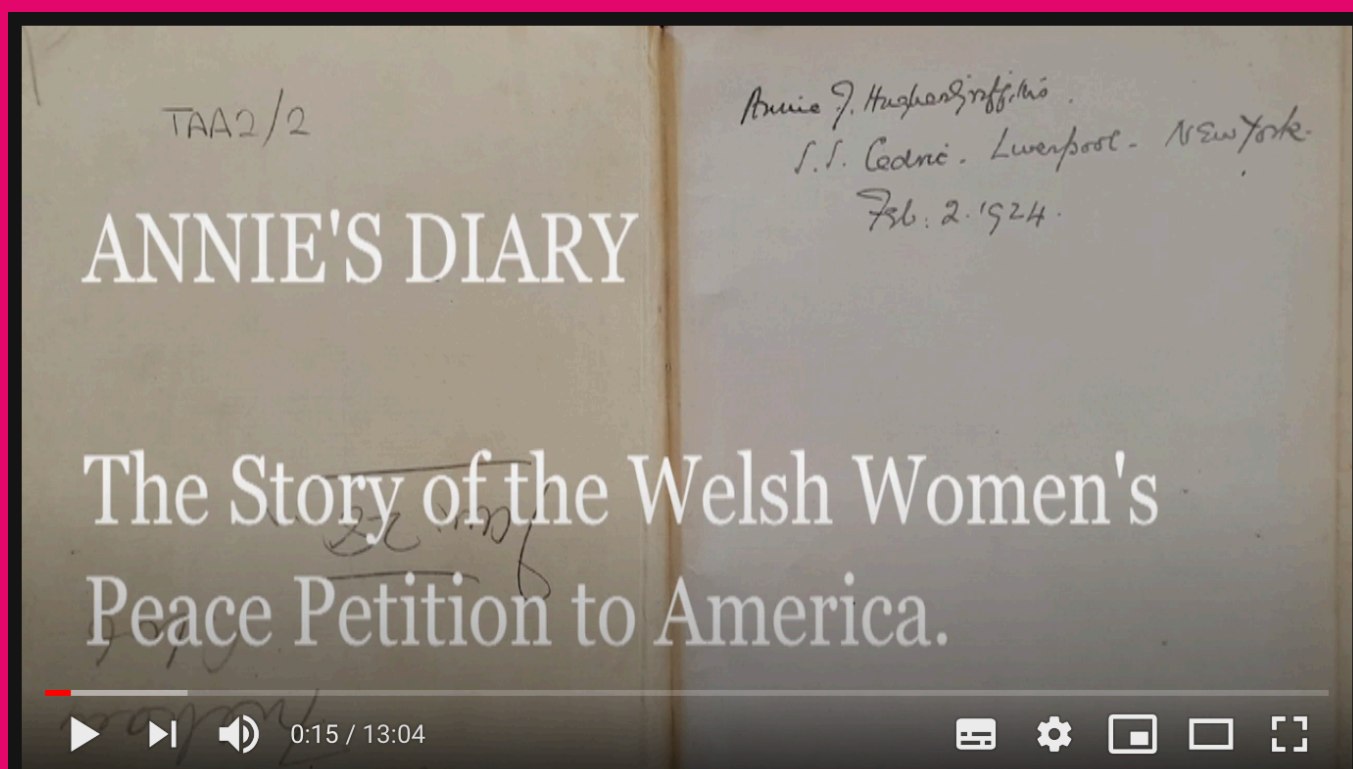 TAA2/2
Annie J. Hughes Griffiths.
S.S. Cedric. Liverpool - New York.
Feb. 2. 1924.
ANNIE'S DIARY
The Story of the Welsh Women's
Peace Petition to America.
0:15 / 13:04